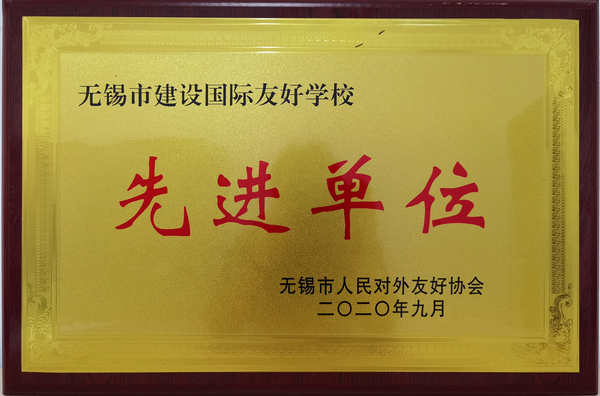 无锡市建设国际友好学校
先进单位
无锡市人民对外友好协会
二〇二〇年九月